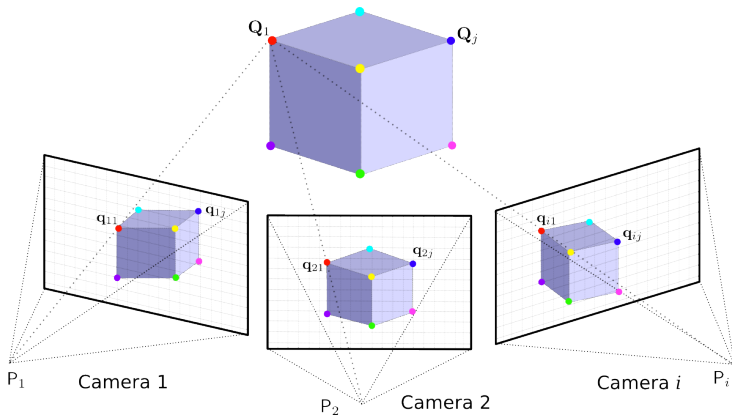 Q₁
Qⱼ
q₁₁
q₁ⱼ
q₂₁
q₂ⱼ
qᵢ₁
qᵢⱼ
P₁
Camera 1
P₂
Camera 2
Camera i
Pᵢ